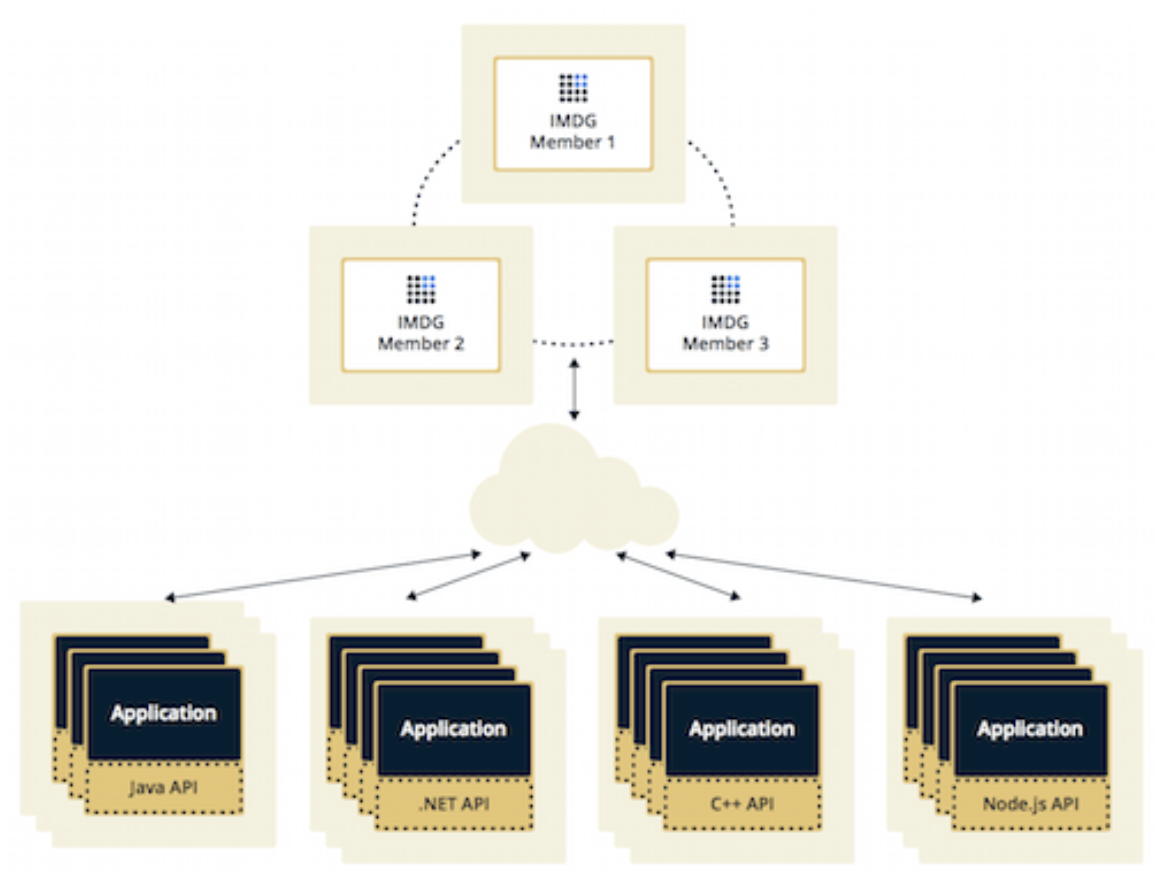 IMDG
Member 1
IMDG
Member 2
IMDG
Member 3
Application
Java API
Application
.NET API
Application
C++ API
Application
Node.js API